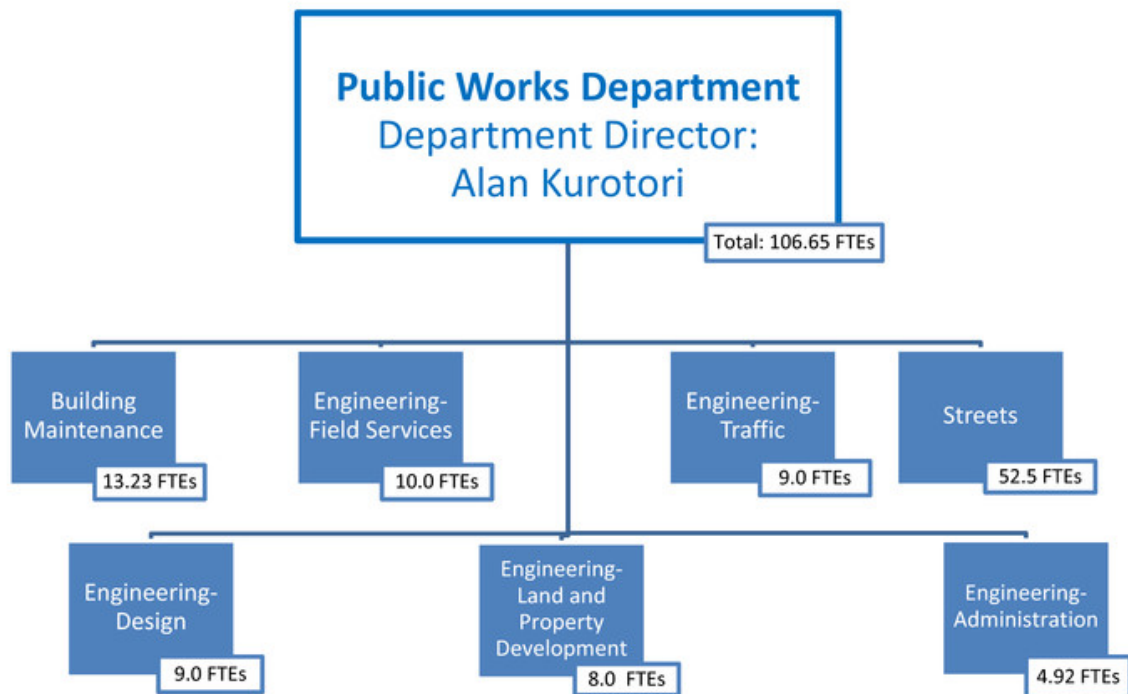 Public Works Department
Department Director:
Alan Kurotori
Total: 106.65 FTEs
Building
Maintenance
13.23 FTEs
Engineering-
Field Services
10.0 FTEs
Engineering-
Traffic
9.0 FTEs
Streets
52.5 FTEs
Engineering-
Design
9.0 FTEs
Engineering-
Land and
Property
Development
8.0 FTEs
Engineering-
Administration
4.92 FTEs